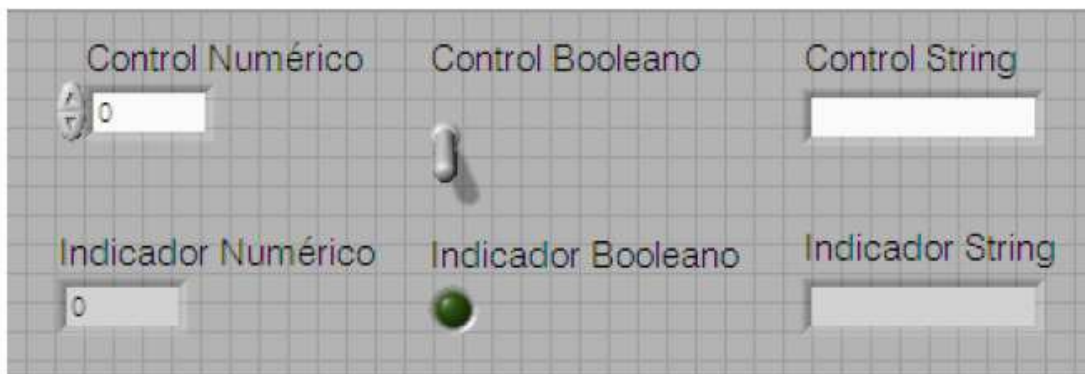 Control Numérico Control Booleano Control String
0
Indicador Numérico Indicador Booleano Indicador String
0